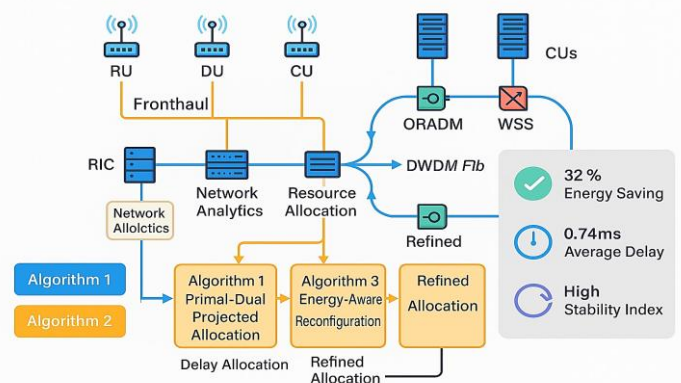 RU
DU
CU
CUs
Fronthaul
ORADM
WSS
RIC
Network
Analytics
Resource
Allocation
DWDM Flb
Network
Allolctics
Refined
32 %
Energy Saving
0.74ms
Average Delay
High
Stability Index
Algorithm 1
Algorithm 2
Algorithm 1
Primal-Dual
Projected
Allocation
Algorithm 3
Energy-Aware
Reconfiguration
Refined
Allocation
Delay Allocation
Refined
Allocation